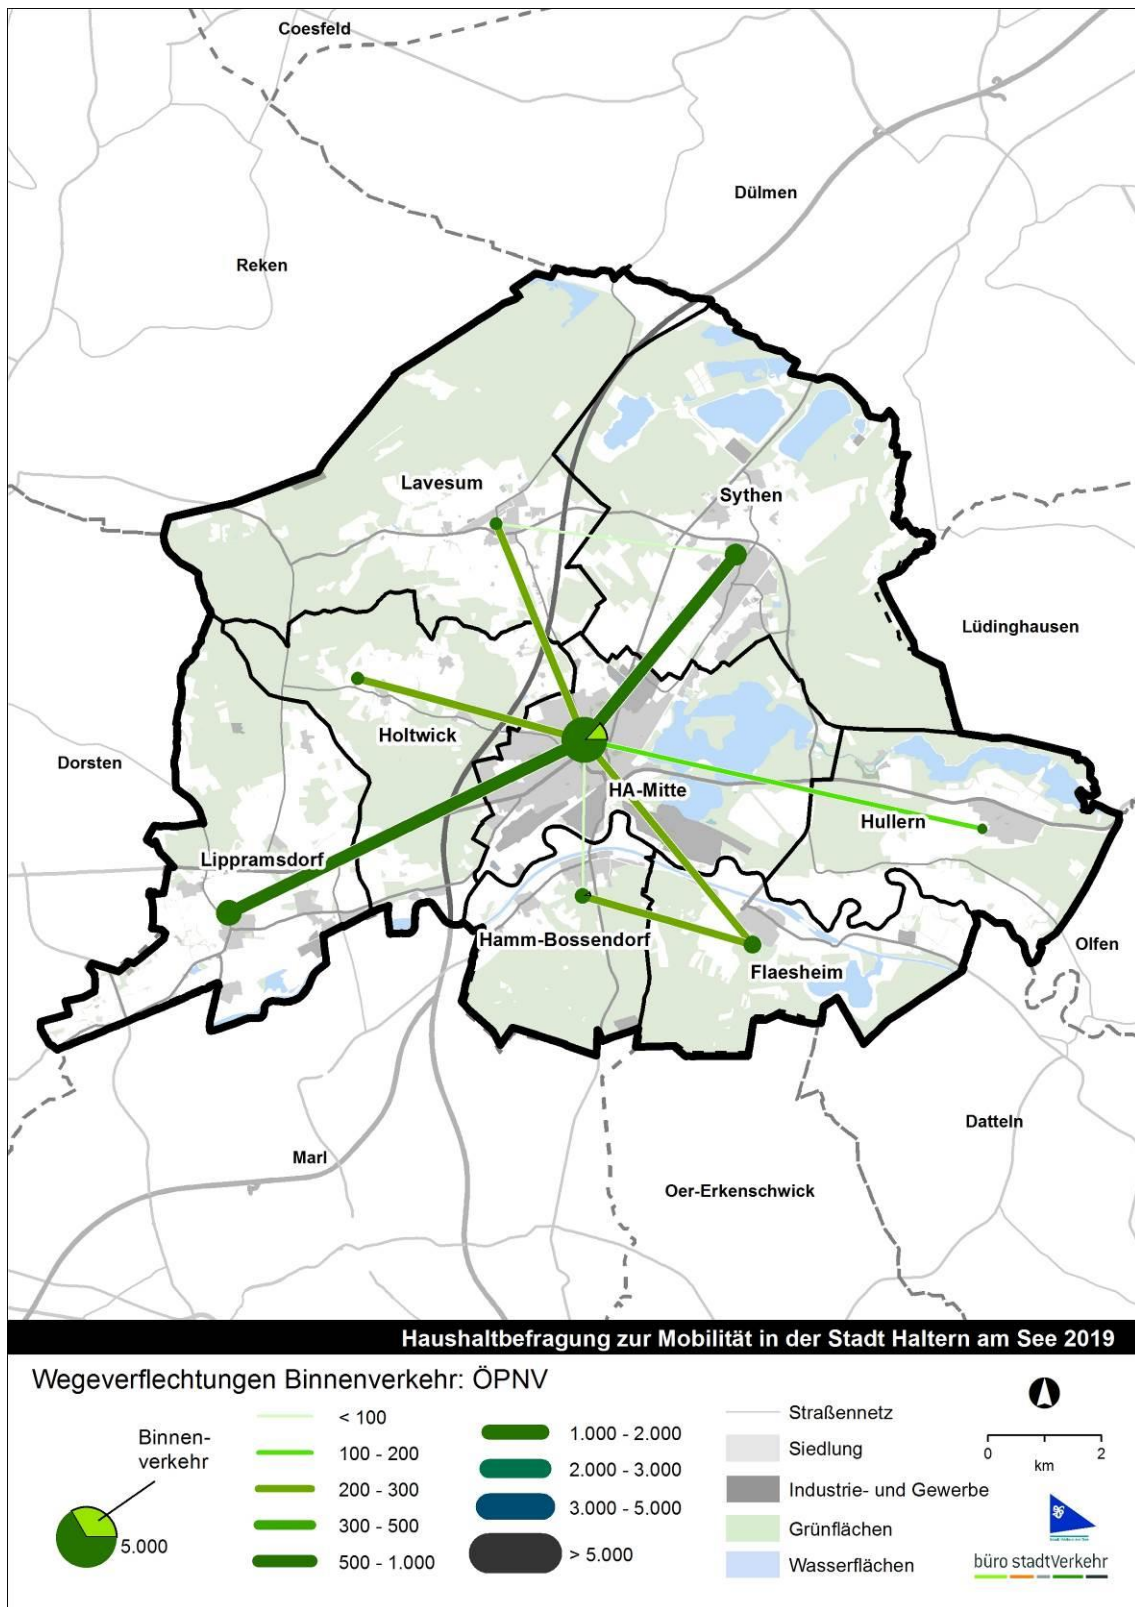 Coesfeld
Dülmen
Reken
Lavesum
Sythen
Lüdinghausen
Holtwick
Dorsten
HA-Mitte
Hullern
Lippramsdorf
Hamm-Bossendorf
Olfen
Flaesheim
Datteln
Marl
Oer-Erkenschwick
Haushaltbefragung zur Mobilität in der Stadt Haltern am See 2019
Wegeverflechtungen Binnenverkehr: ÖPNV
Binnen-
verkehr
5.000
< 100
100 - 200
200 - 300
300 - 500
500 - 1.000
1.000 - 2.000
2.000 - 3.000
3.000 - 5.000
> 5.000
Straßennetz
Siedlung
Industrie- und Gewerbe
Grünflächen
Wasserflächen
0 2
km
büro stadtVerkehr